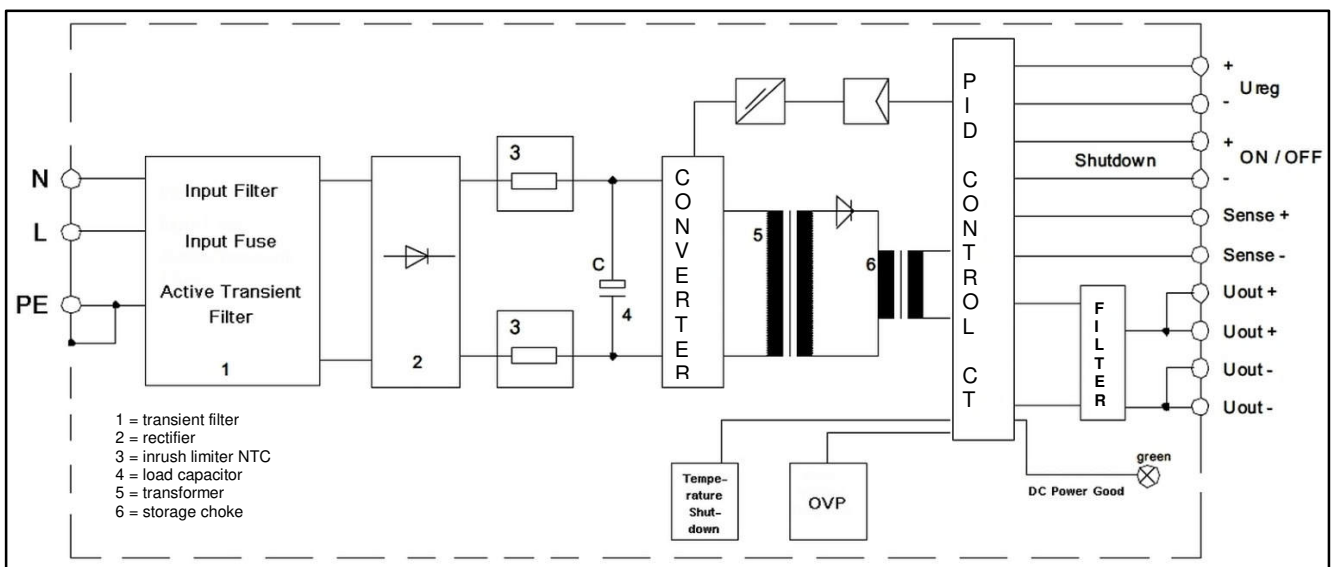 N
L
PE
Input Filter
Input Fuse
Active Transient
Filter
1
2
3
3
C
4
CONVERTER
5
6
PID CONTROL CT
+
Ureg
-
+
Shutdown
ON / OFF
-
Sense +
Sense -
Uout +
Uout +
Uout -
Uout -
FILTER
green
DC Power Good
Tempe-
rature
Shut-
down
OVP
1 = transient filter
2 = rectifier
3 = inrush limiter NTC
4 = load capacitor
5 = transformer
6 = storage choke